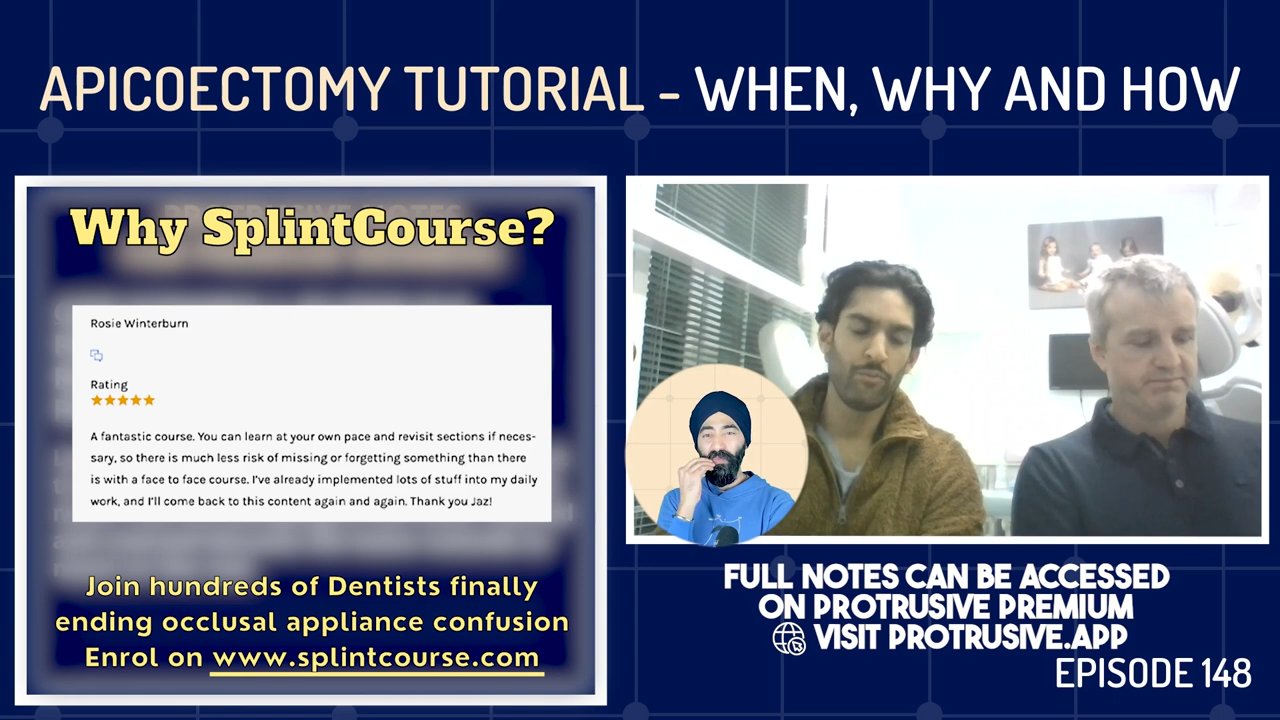 APICOECTOMY TUTORIAL - WHEN, WHY AND HOW
Why SplintCourse?
Rosie Winterburn
Rating
A fantastic course. You can learn at your own pace and revisit sections if neces-
sary, so there is much less risk of missing or forgetting something than there
is with a face to face course. I've already implemented lots of stuff into my daily
work, and I'll come back to this content again and again. Thank you Jaz!
Join hundreds of Dentists finally
ending occlusal appliance confusion
Enrol on www.splintcourse.com
FULL NOTES CAN BE ACCESSED
ON PROTRUSIVE PREMIUM
VISIT PROTRUSIVE.APP
EPISODE 148